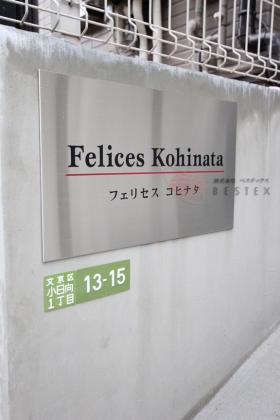 Felices Kohinata
フェリセス コヒナタ
株式会社 ベステックス
BESTEX
文京区
小日向
1丁目
13-15